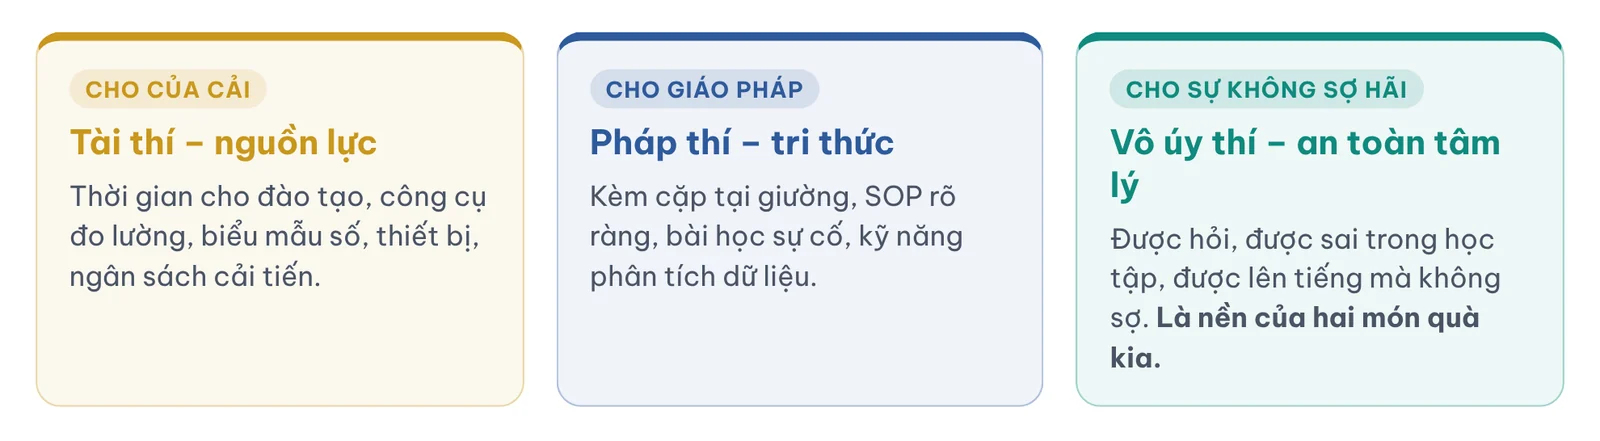 CHO CỦA CẢI
Tài thí – nguồn lực
Thời gian cho đào tạo, công cụ
đo lường, biểu mẫu số, thiết bị,
ngân sách cải tiến.
CHO GIÁO PHÁP
Pháp thí – tri thức
Kèm cặp tại giường, SOP rõ
ràng, bài học sự cố, kỹ năng
phân tích dữ liệu.
CHO SỰ KHÔNG SỢ HÃI
Vô úy thí – an toàn tâm
lý
Được hỏi, được sai trong học
tập, được lên tiếng mà không
sợ. Là nền của hai món quà
kia.